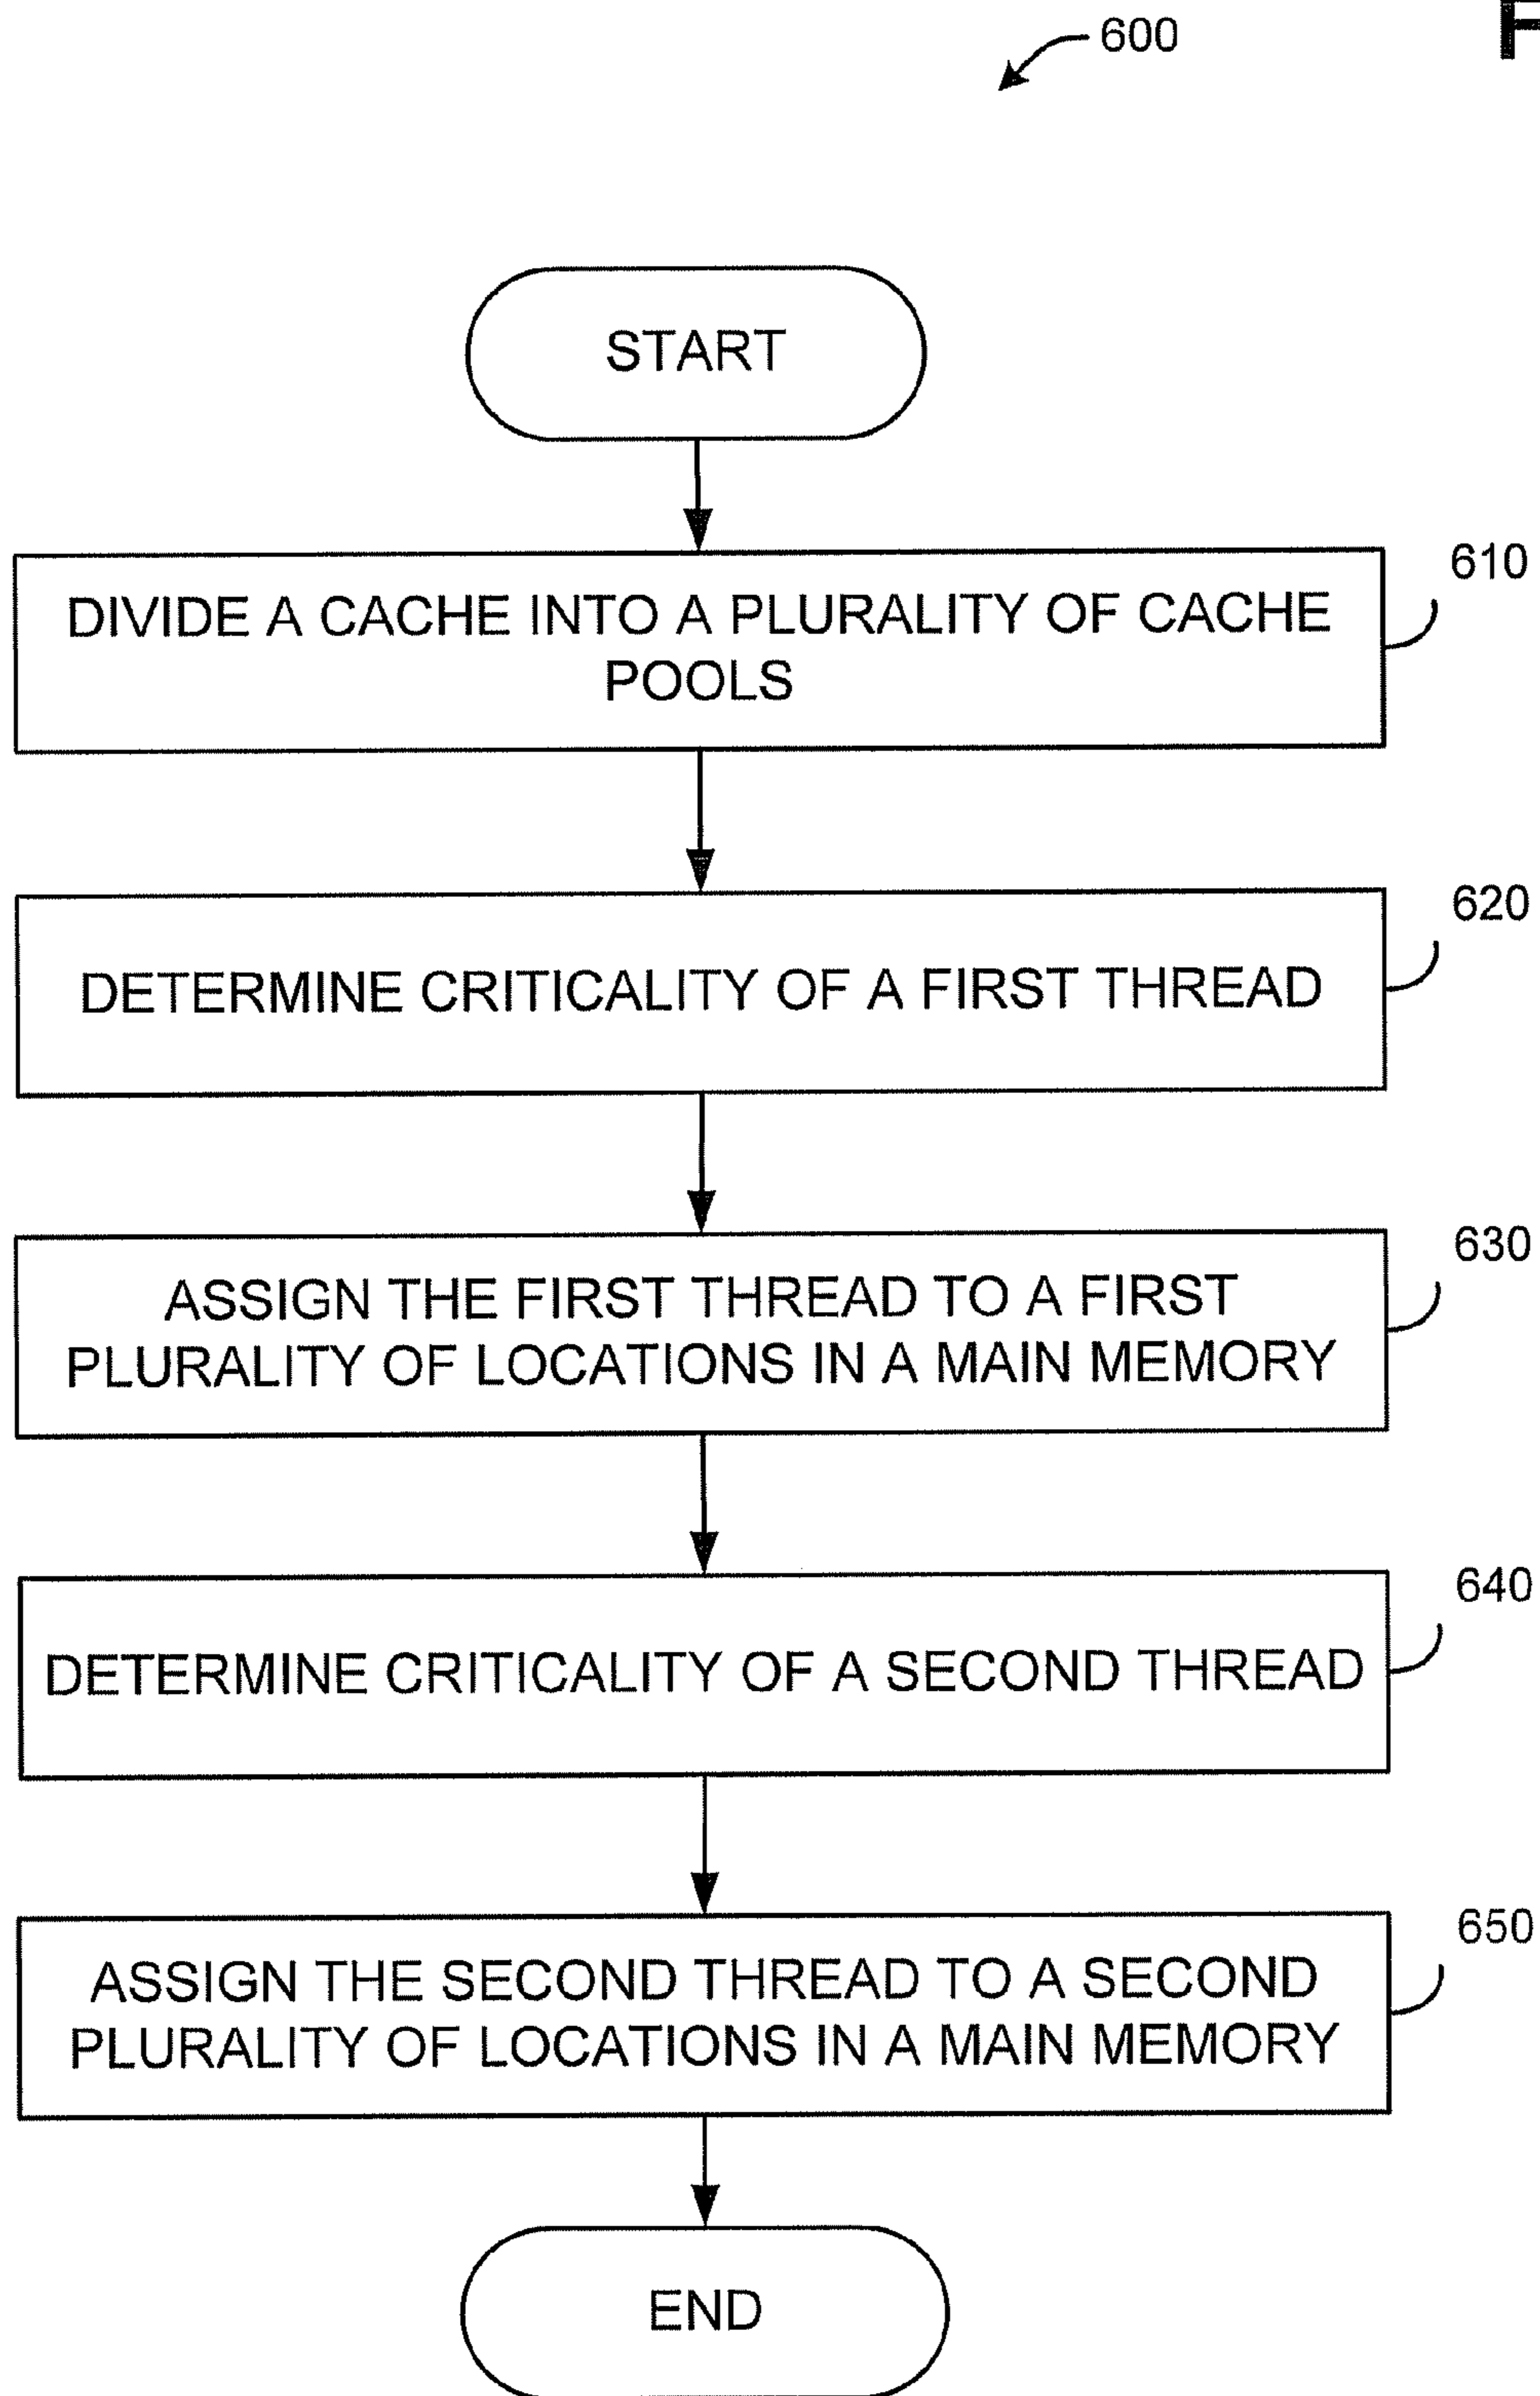 600
START
610
DIVIDE A CACHE INTO A PLURALITY OF CACHE
POOLS
620
DETERMINE CRITICALITY OF A FIRST THREAD
630
ASSIGN THE FIRST THREAD TO A FIRST
PLURALITY OF LOCATIONS IN A MAIN MEMORY
640
DETERMINE CRITICALITY OF A SECOND THREAD
650
ASSIGN THE SECOND THREAD TO A SECOND
PLURALITY OF LOCATIONS IN A MAIN MEMORY
END